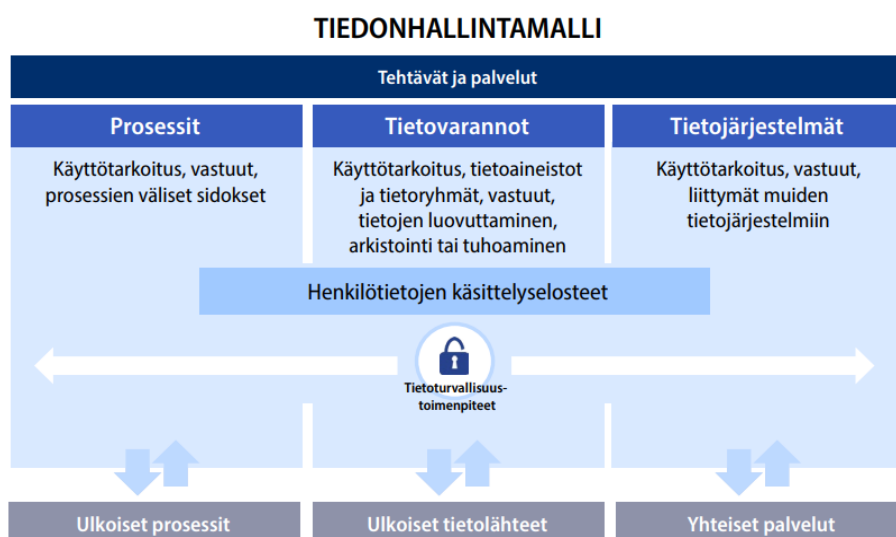 TIEDONHALLINTAMALLI
Tehtävät ja palvelut
Prosessit
Käyttötarkoitus, vastuut,
prosessien väliset sidokset
Tietovarannot
Käyttötarkoitus, tietoaineistot
ja tietoryhmät, vastuut,
tietojen luovuttaminen,
arkistointi tai tuhoaminen
Tietojärjestelmät
Käyttötarkoitus, vastuut,
liittymät muiden
tietojärjestelmiin
Henkilötietojen käsittelyselosteet
Tietoturvallisuus-
toimenpiteet
Ulkoiset prosessit
Ulkoiset tietolähteet
Yhteiset palvelut